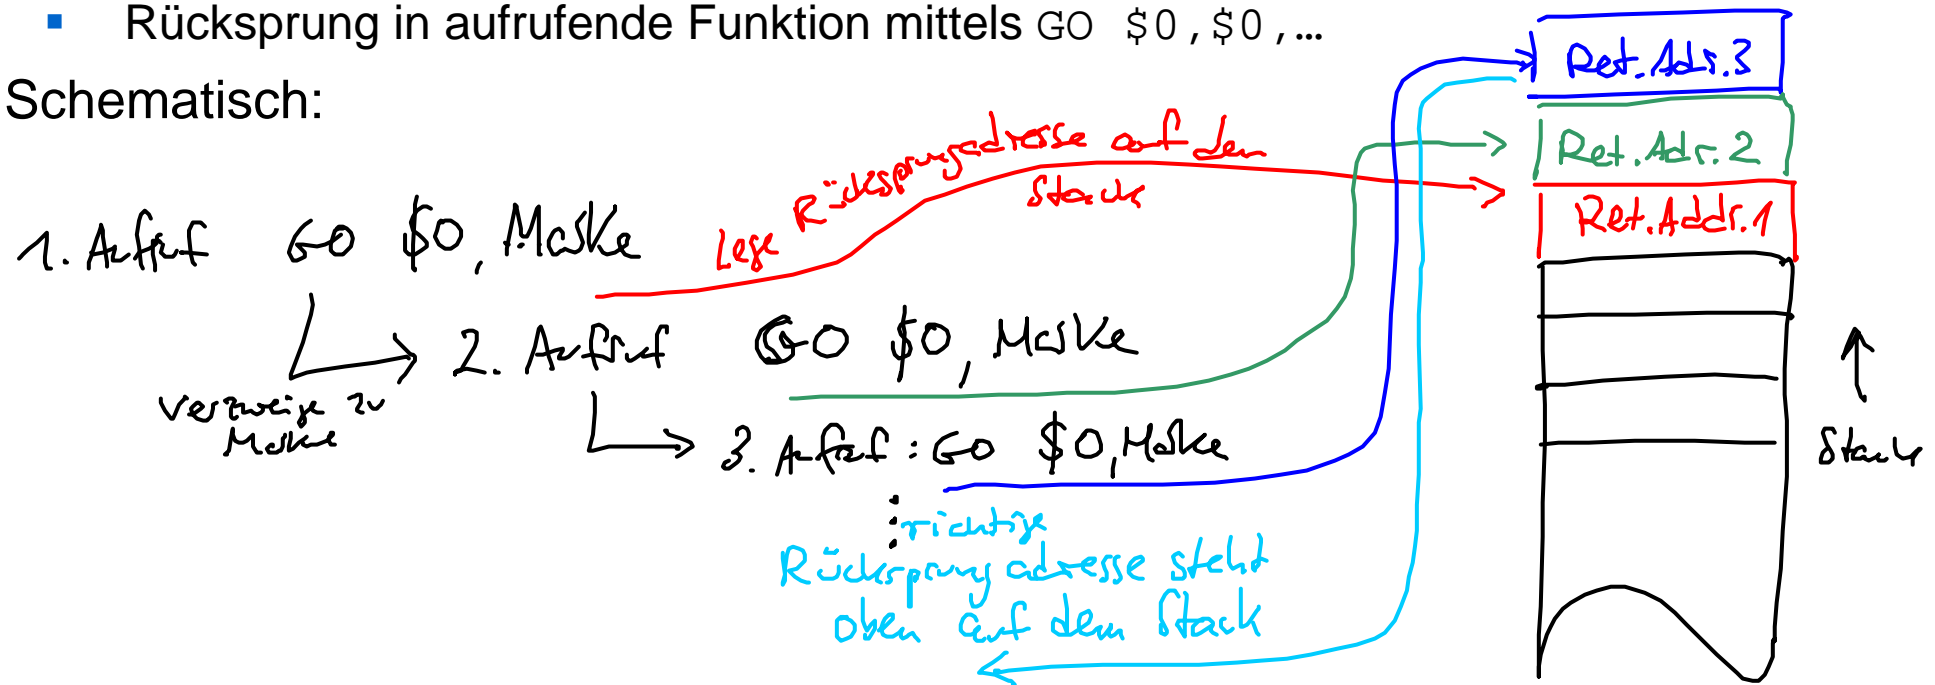 ▪ Rücksprung in aufrufende Funktion mittels GO $0,$0,…
Schematisch:
Ret.Adr.3
Ret.Adr.2
Ret.Addr.1
Lege Rücksprungadresse auf den
Stack
1. Aufruf GO $0, Maske
2. Aufruf GO $0, Maske
Verzweige zu
Maske
3. Aufruf: GO $0, Maske
Stack
richtige
Rücksprungadresse steht
oben auf dem Stack